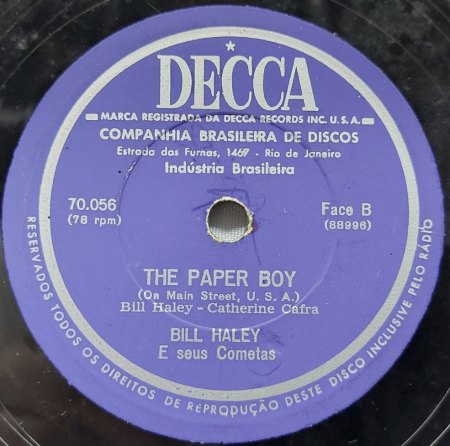 DECCA
MARCA REGISTRADA DA DECCA RECORDS INC. U. S. A.
COMPANHIA BRASILEIRA DE DISCOS
Estrada das Furnas, 1467 - Rio de Janeiro
Indústria Brasileira
70.056
(78 rpm)
Face B
(88996)
THE PAPER BOY
(On Main Street, U. S. A.)
Bill Haley - Catherine Cafra
BILL HALEY
E seus Cometas
RESERVADOS TODOS OS DIREITOS DE REPRODUÇÃO DESTE DISCO INCLUSIVE PELO RÁDIO